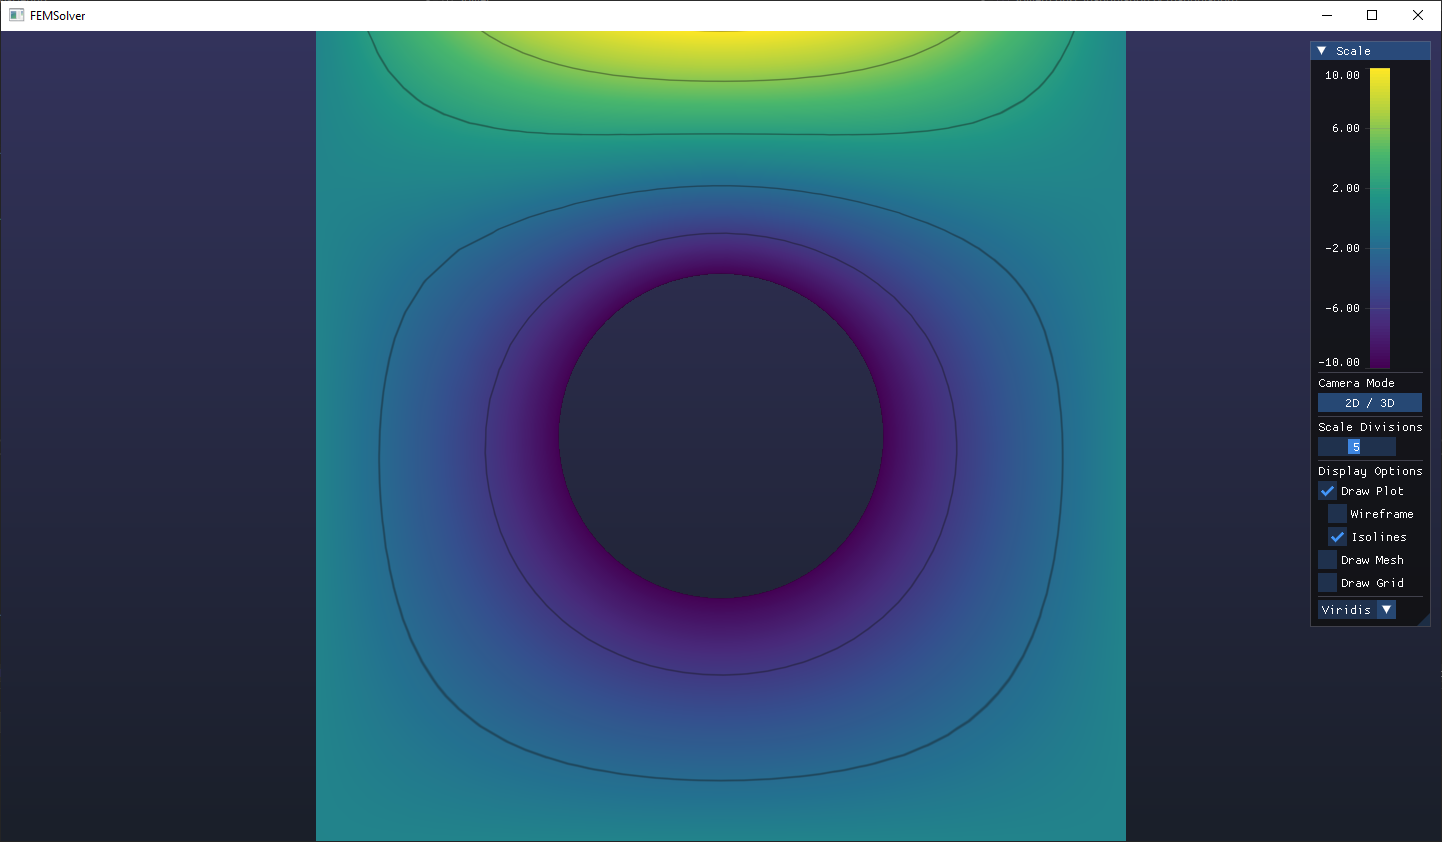 FEMSolver
Scale
10.00
6.00
2.00
-2.00
-6.00
-10.00
Camera Mode
2D / 3D
Scale Divisions
5
Display Options
Draw Plot
Wireframe
Isolines
Draw Mesh
Draw Grid
Viridis